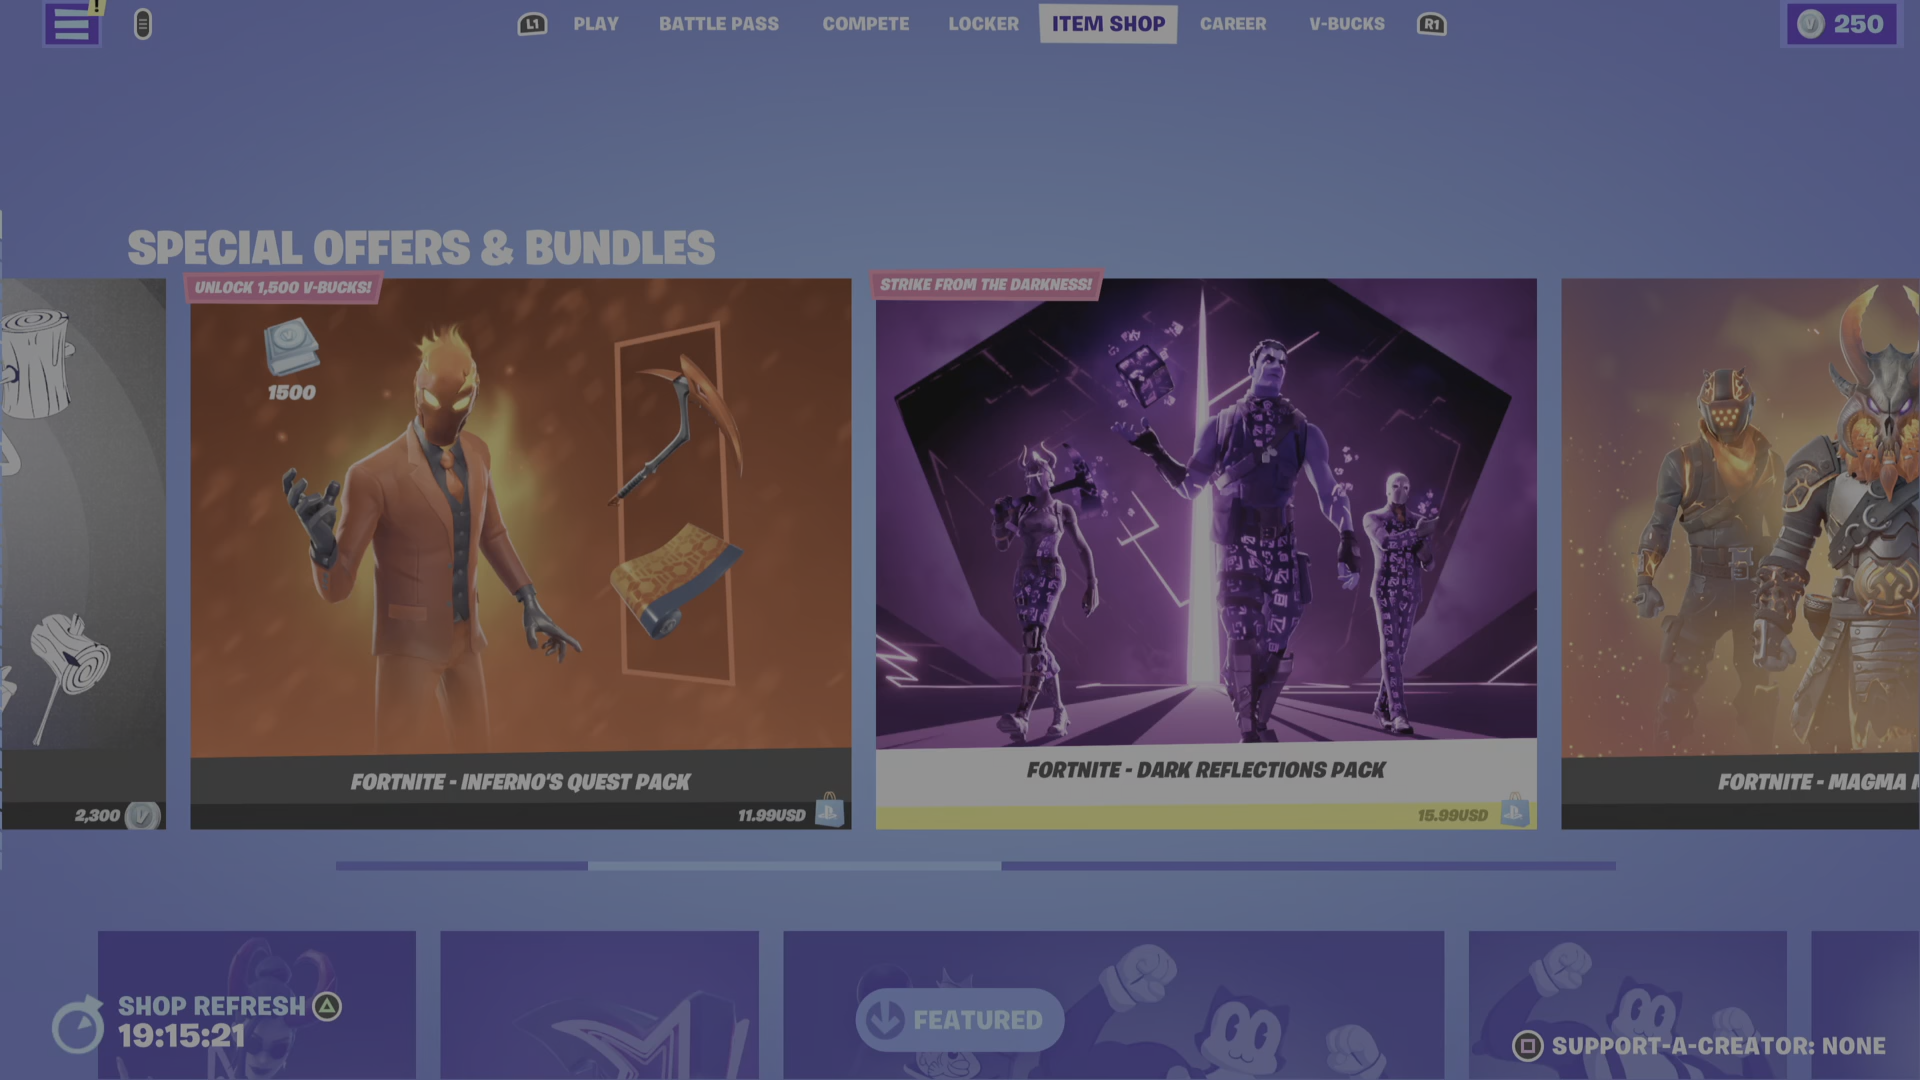 !
L1
PLAY
BATTLE PASS
COMPETE
LOCKER
ITEM SHOP
CAREER
V-BUCKS
R1
V 250
SPECIAL OFFERS & BUNDLES
UNLOCK 1,500 V-BUCKS!
STRIKE FROM THE DARKNESS!
1500
FORTNITE - INFERNO'S QUEST PACK
FORTNITE - DARK REFLECTIONS PACK
FORTNITE - MAGMA
2,300 V
11.99USD
15.99USD
SHOP REFRESH
19:15:21
FEATURED
SUPPORT-A-CREATOR: NONE